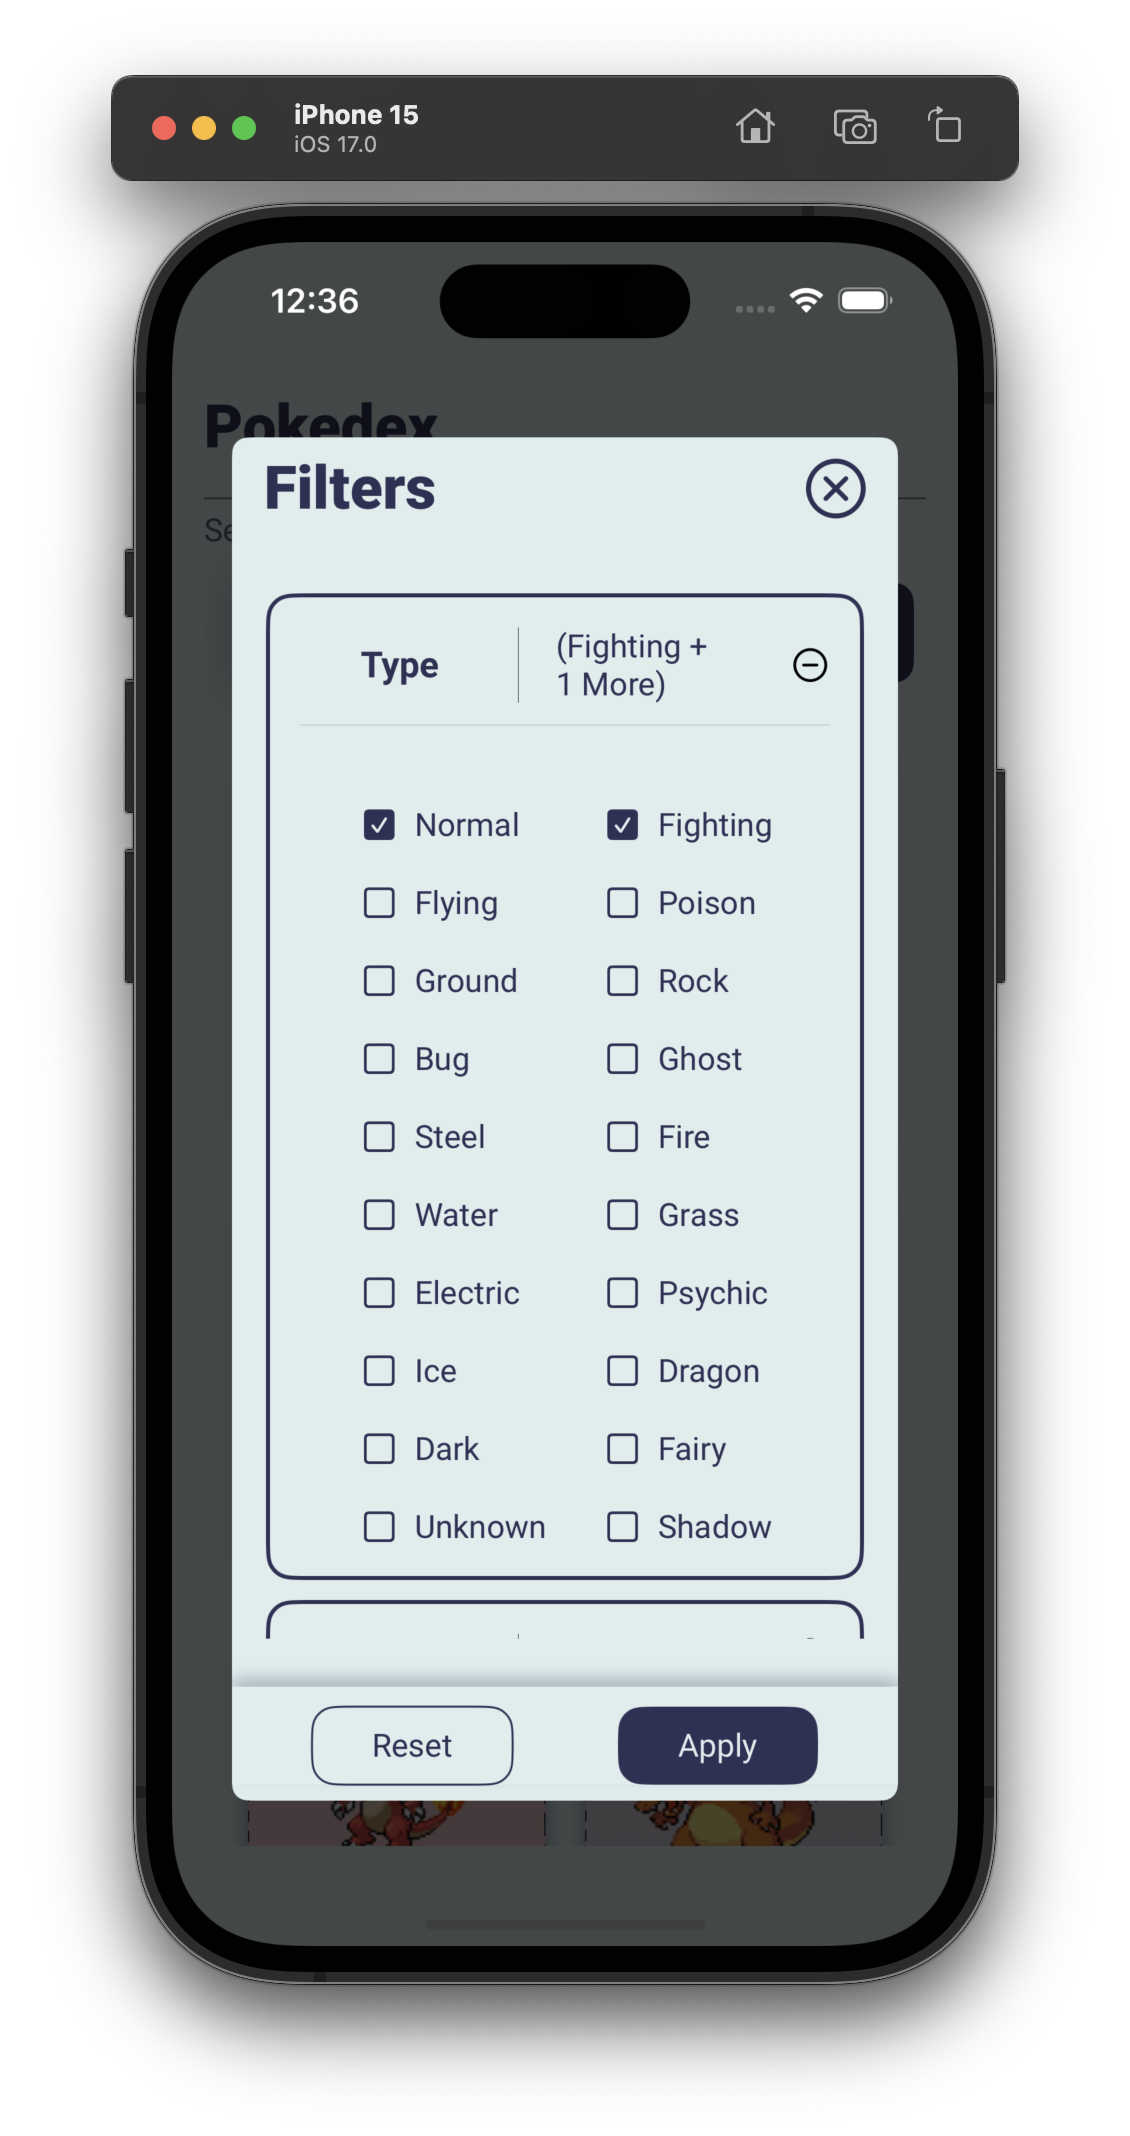 iPhone 15
iOS 17.0
12:36
Pokedex
Filters
Se
Type
(Fighting +
1 More)
Normal
Fighting
Flying
Poison
Ground
Rock
Bug
Ghost
Steel
Fire
Water
Grass
Electric
Psychic
Ice
Dragon
Dark
Fairy
Unknown
Shadow
Reset
Apply